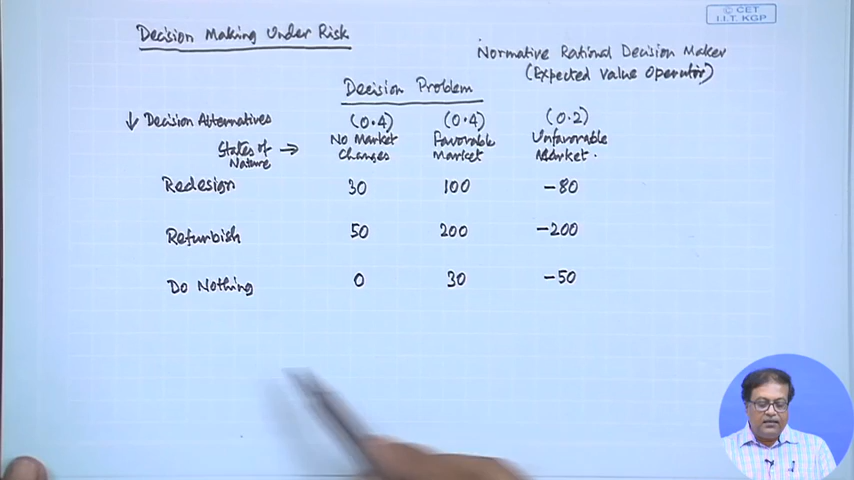 © CET
I.I.T. KGP
Decision Making Under Risk
Normative Rational Decision Maker
(Expected Value Operator)
Decision Problem
↓ Decision Alternatives (0.4) (0.4) (0.2)
States of Nature → No Market Changes Favorable Market Unfavorable Market.
Redesign 30 100 -80
Refurbish 50 200 -200
Do Nothing 0 30 -50